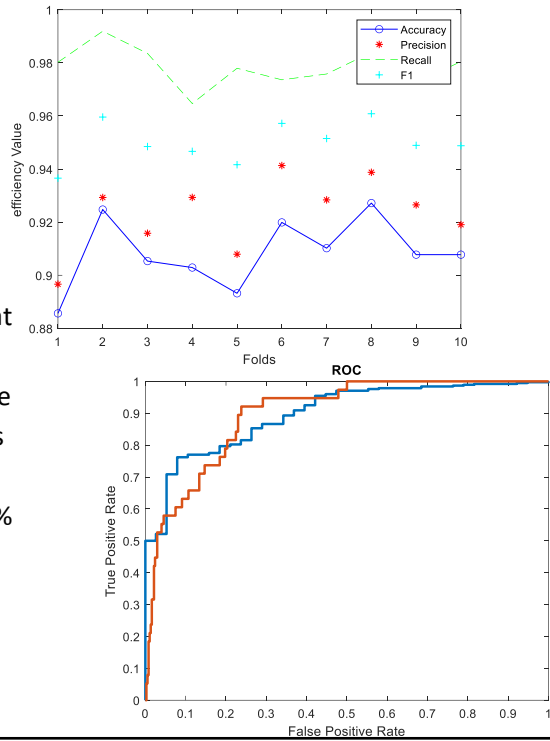 1
0.98
0.96
0.94
0.92
0.9
0.88
efficiency Value
Accuracy
Precision
Recall
F1
1 2 3 4 5 6 7 8 9 10
Folds
nt
e
s
%
ROC
1
0.9
0.8
0.7
0.6
0.5
0.4
0.3
0.2
0.1
0
True Positive Rate
0 0.1 0.2 0.3 0.4 0.5 0.6 0.7 0.8 0.9 1
False Positive Rate